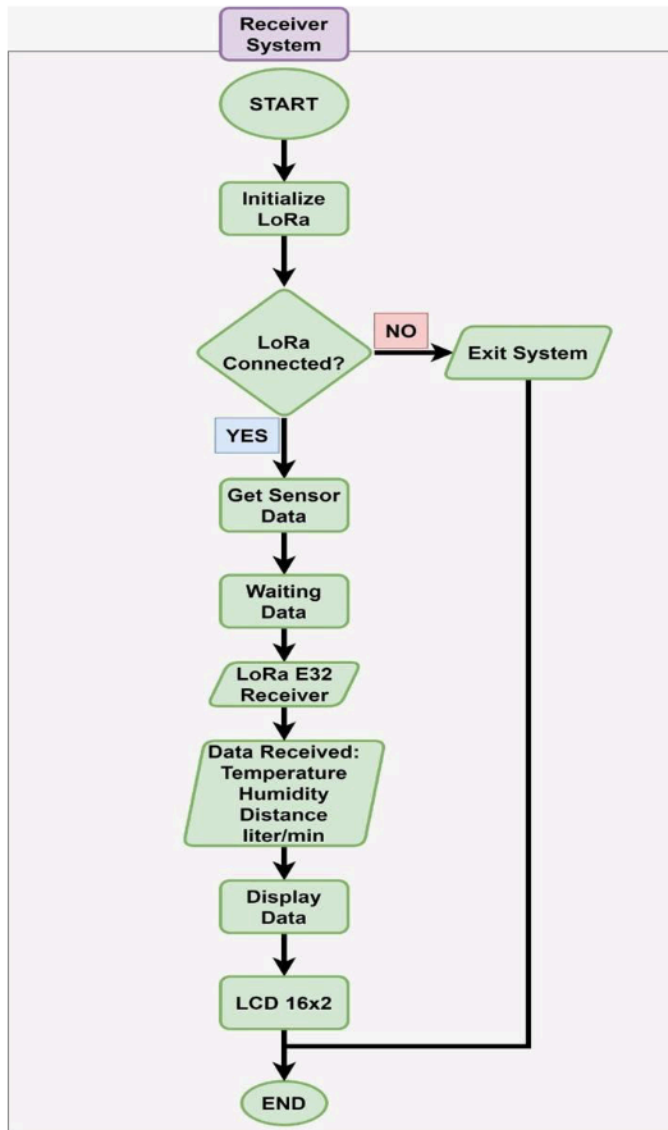 Receiver
System
START
Initialize
LoRa
LoRa
Connected?
NO
Exit System
YES
Get Sensor
Data
Waiting
Data
LoRa E32
Receiver
Data Received:
Temperature
Humidity
Distance
liter/min
Display
Data
LCD 16x2
END